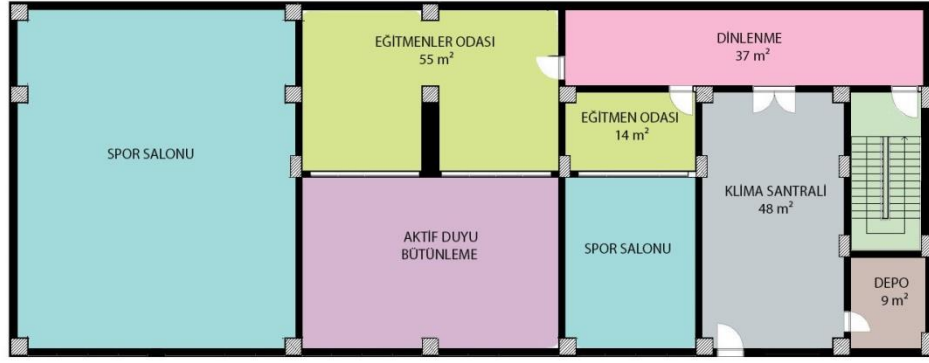 EĞİTMENLER ODASI
55 m²
DİNLENME
37 m²
EĞİTMEN ODASI
14 m²
SPOR SALONU
KLİMA SANTRALİ
48 m²
AKTİF DUYU
BÜTÜNLEME
SPOR SALONU
DEPO
9 m²